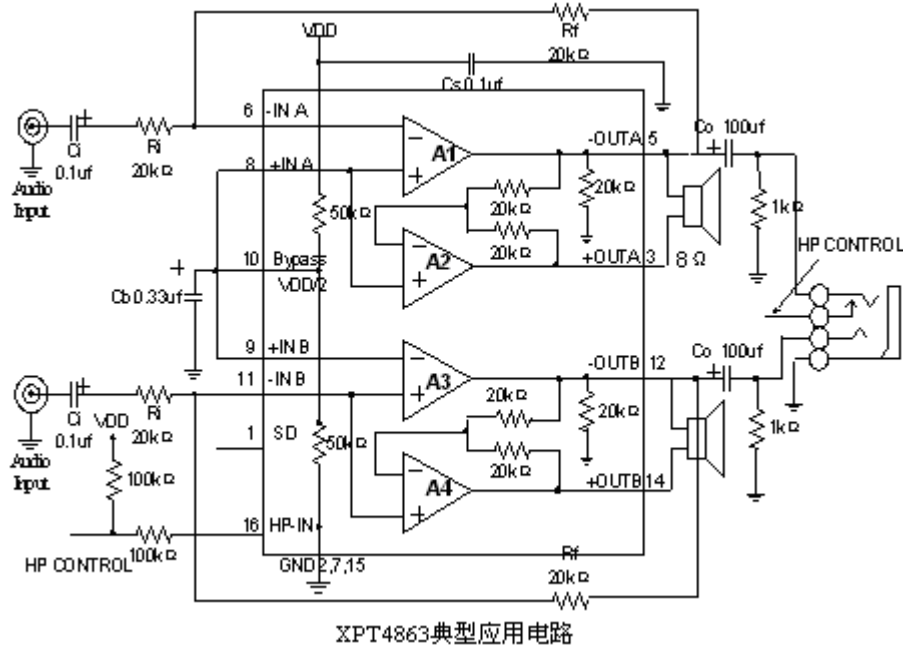 VDD
Rf
20kΩ
Cs 0.1uf
6 -IN A
-OUTA 5
Co 100uf
Ci
Ri
A1
0.1uf
20kΩ
8 +IN A
Audio
Input
50kΩ
20kΩ
20kΩ
1kΩ
20kΩ
HP CONTROL
10 Bypass
A2
+OUTA 3
8 Ω
VDD/2
Cb 0.33uf
9 +IN B
-OUTB 12
Co 100uf
11 -IN B
A3
Ci
Ri
VDD
20kΩ
20kΩ
0.1uf
20kΩ
1 SD
50kΩ
1kΩ
Audio
Input
20kΩ
100kΩ
A4
+OUTB 14
16 HP-IN
HP CONTROL
100kΩ
GND 2,7,15
Rf
20kΩ
XPT4863典型应用电路